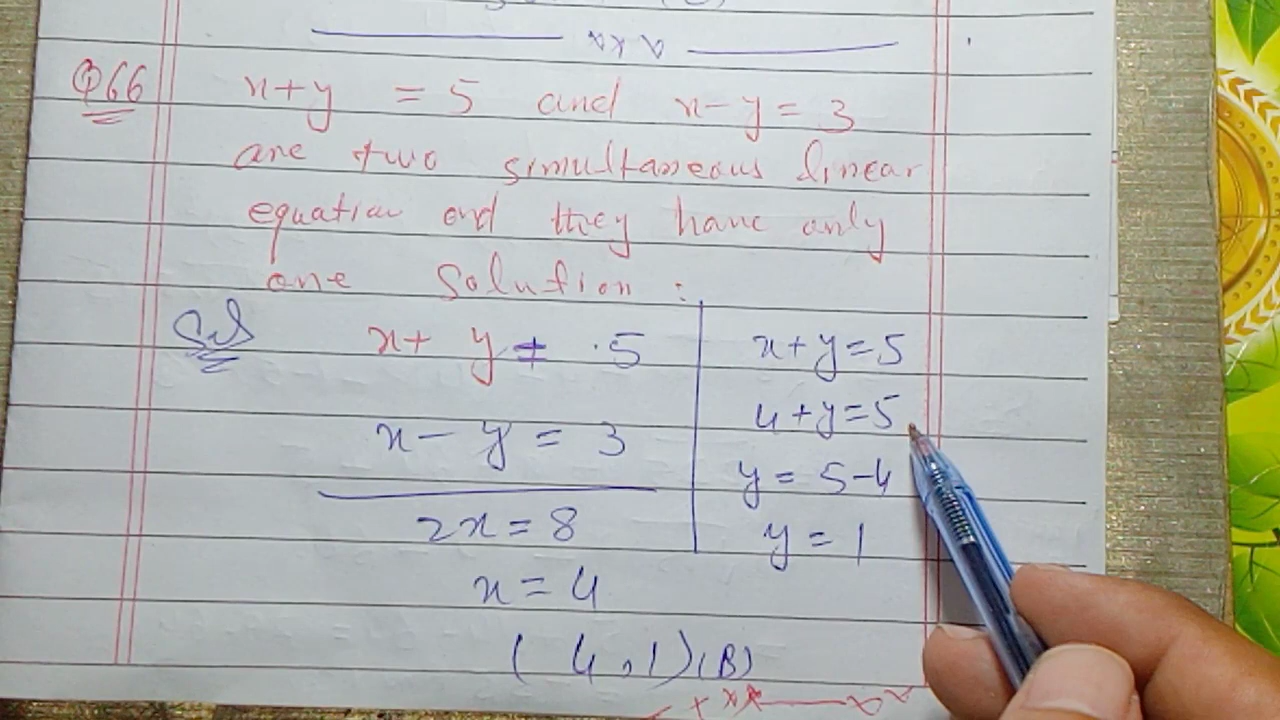 Q66 x+y = 5 and x-y = 3
are two simultaneous linear
equation and they have only
one solution :
Sol
x+ y = 5
x- y = 3
2x = 8
x = 4
(4,1) (B)
x+y=5
4+y=5
y = 5-4
y = 1